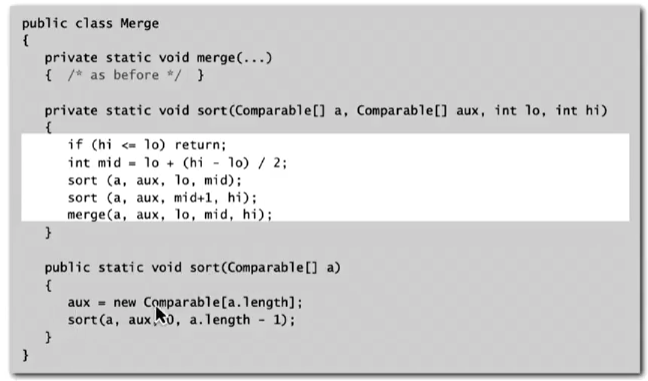 public class Merge
{
private static void merge(...)
{ /* as before */ }
private static void sort(Comparable[] a, Comparable[] aux, int lo, int hi)
{
if (hi <= lo) return;
int mid = lo + (hi - lo) / 2;
sort (a, aux, lo, mid);
sort (a, aux, mid+1, hi);
merge(a, aux, lo, mid, hi);
}
public static void sort(Comparable[] a)
{
aux = new Comparable[a.length];
sort(a, aux, 0, a.length - 1);
}
}